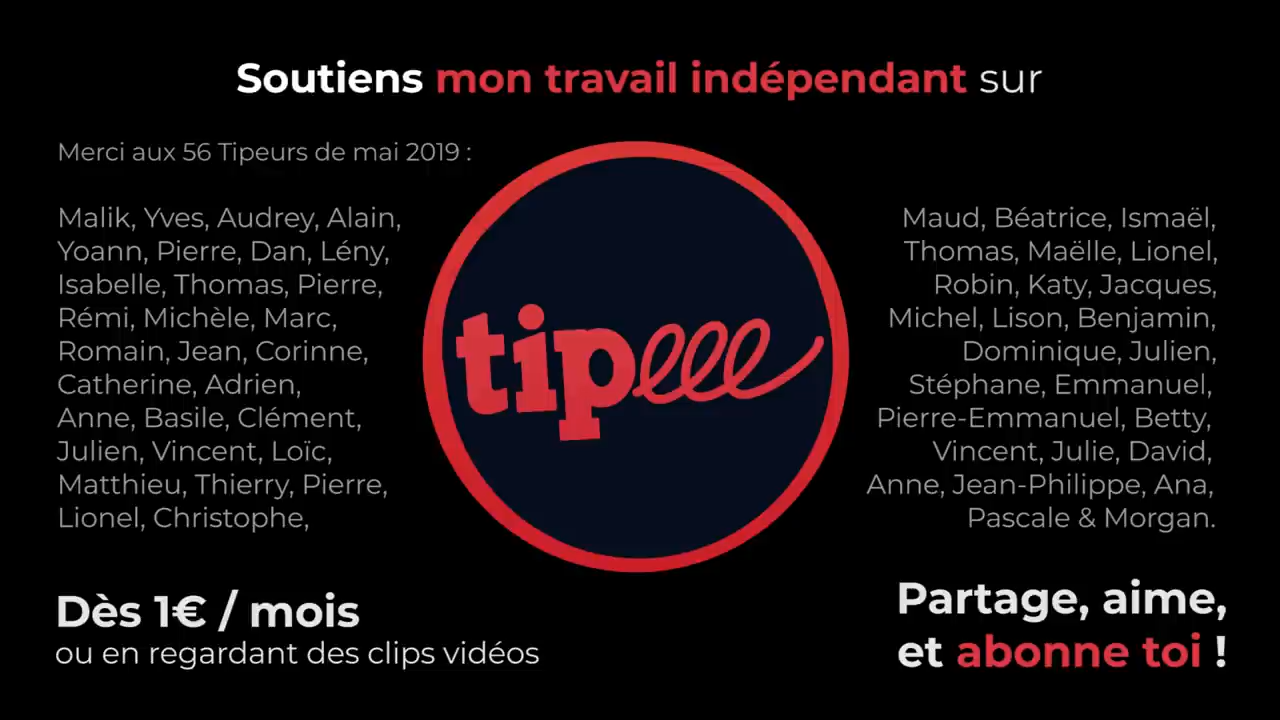 Soutiens mon travail indépendant sur
Merci aux 56 Tipeurs de mai 2019 :
Malik, Yves, Audrey, Alain,
Yoann, Pierre, Dan, Lény,
Isabelle, Thomas, Pierre,
Rémi, Michèle, Marc,
Romain, Jean, Corinne,
Catherine, Adrien,
Anne, Basile, Clément,
Julien, Vincent, Loïc,
Matthieu, Thierry, Pierre,
Lionel, Christophe,
tipeee
Maud, Béatrice, Ismaël,
Thomas, Maëlle, Lionel,
Robin, Katy, Jacques,
Michel, Lison, Benjamin,
Dominique, Julien,
Stéphane, Emmanuel,
Pierre-Emmanuel, Betty,
Vincent, Julie, David,
Anne, Jean-Philippe, Ana,
Pascale & Morgan.
Dès 1€ / mois
ou en regardant des clips vidéos
Partage, aime,
et abonne toi !